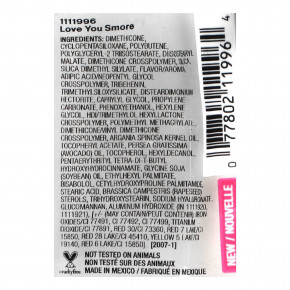 1111996
Love You Smore
INGREDIENTS: DIMETHICONE,
CYCLOPENTASILOXANE, POLYBUTENE,
POLYGLYCERYL-2 TRIISOSTEARATE,
MALATE, DIMETHICONE CROSSPOLYMER,
SILICA DIMETHYL SILYLATE, FLAVOR/AROMA,
ADIPIC ACID/NEOPENTYL GLYCOL
CROSSPOLYMER, TRIBEHENIN,
TRIMETHYLSILOXYSILICATE, DISTEARDIMONIUM
HECTORITE, CAPRYLYL GLYCOL, PROPYLENE
CARBONATE, PHENOXYETHANOL, HEXYLENE
GLYCOL, POLYMETHYL METHACRYLATE,
DIMETHICONE/VINYL DIMETHICONE
CROSSPOLYMER, ARGANIA SPINOSA KERNEL OIL,
TOCOPHERYL ACETATE, PERSEA GRATISSIMA
(AVOCADO) OIL, TOCOPHEROL, HEXYLDECANOL,
PENTAERYTHRITYL TETRA-DI-T-BUTYL
HYDROXYHYDROCINNAMATE, GLYCINE SOJA
(SOYBEAN) OIL, ETHYLHEXYL PALMITATE,
BISABOLOL, CETYLHYDROXYPROLINE PALMITAMIDE,
STEARIC ACID, BRASSICA CAMPESTRIS (RAPESEED)
STEROLS, TRIHYDROXYSTEARIN, SODIUM HYALURONATE,
GLUCOMANNAN, ALUMINUM HYDROXIDE (IN 1111920,
1111921), [+/- (MAY CONTAIN/PEUT CONTENIR): IRON
OXIDES/CI 77491, CI 77492, CI 77499, TITANIUM
DIOXIDE/CI 77891, RED 30/CI 73360, RED 7 LAKE/CI
15850, RED 28 LAKE/CI 45410, YELLOW 5 LAKE/CI
19140, RED 6 LAKE/CI 15850] [2007-1]
NOT TESTED ON ANIMALS
NON TESTÉ SUR DES ANIMAUX
MADE IN MEXICO / FABRIQUÉ EN MEXIQUE
crueltyfree
0 77802 11996 4
NEW / NOUVELLE